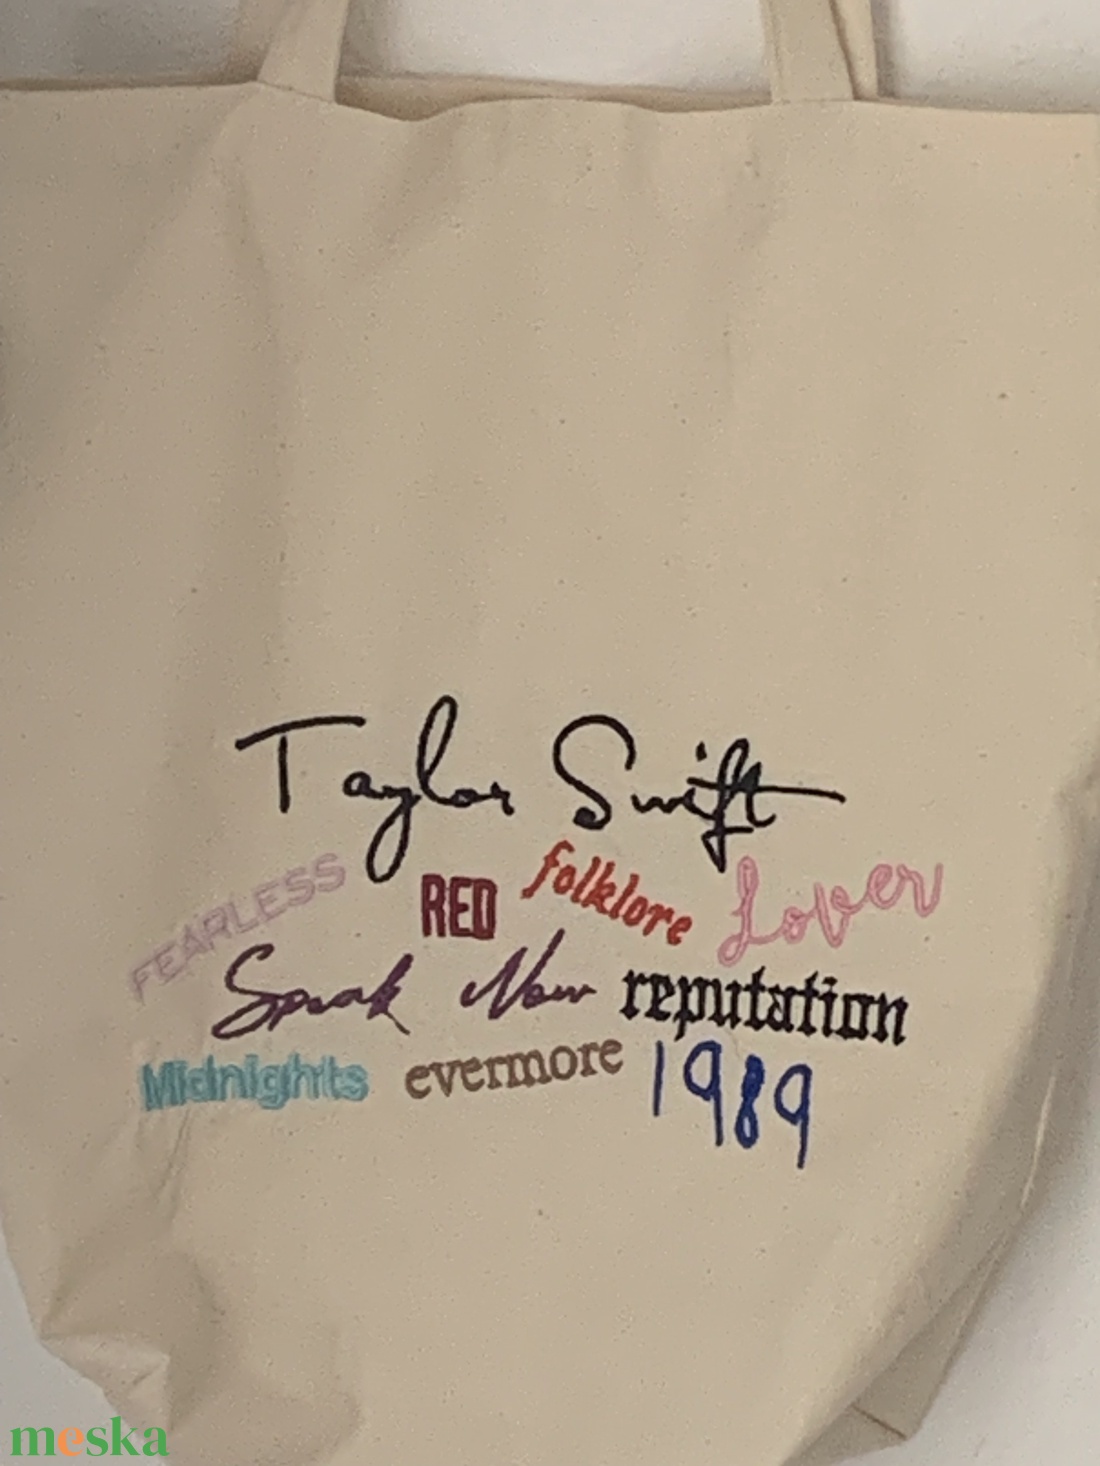 Taylor Swift
FEARLESS RED folklore Lover
Speak Now reputation
Midnights evermore 1989
meska